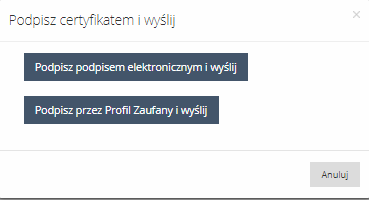 Podpisz certyfikatem i wyślij
×
Podpisz podpisem elektronicznym i wyślij
Podpisz przez Profil Zaufany i wyślij
Anuluj